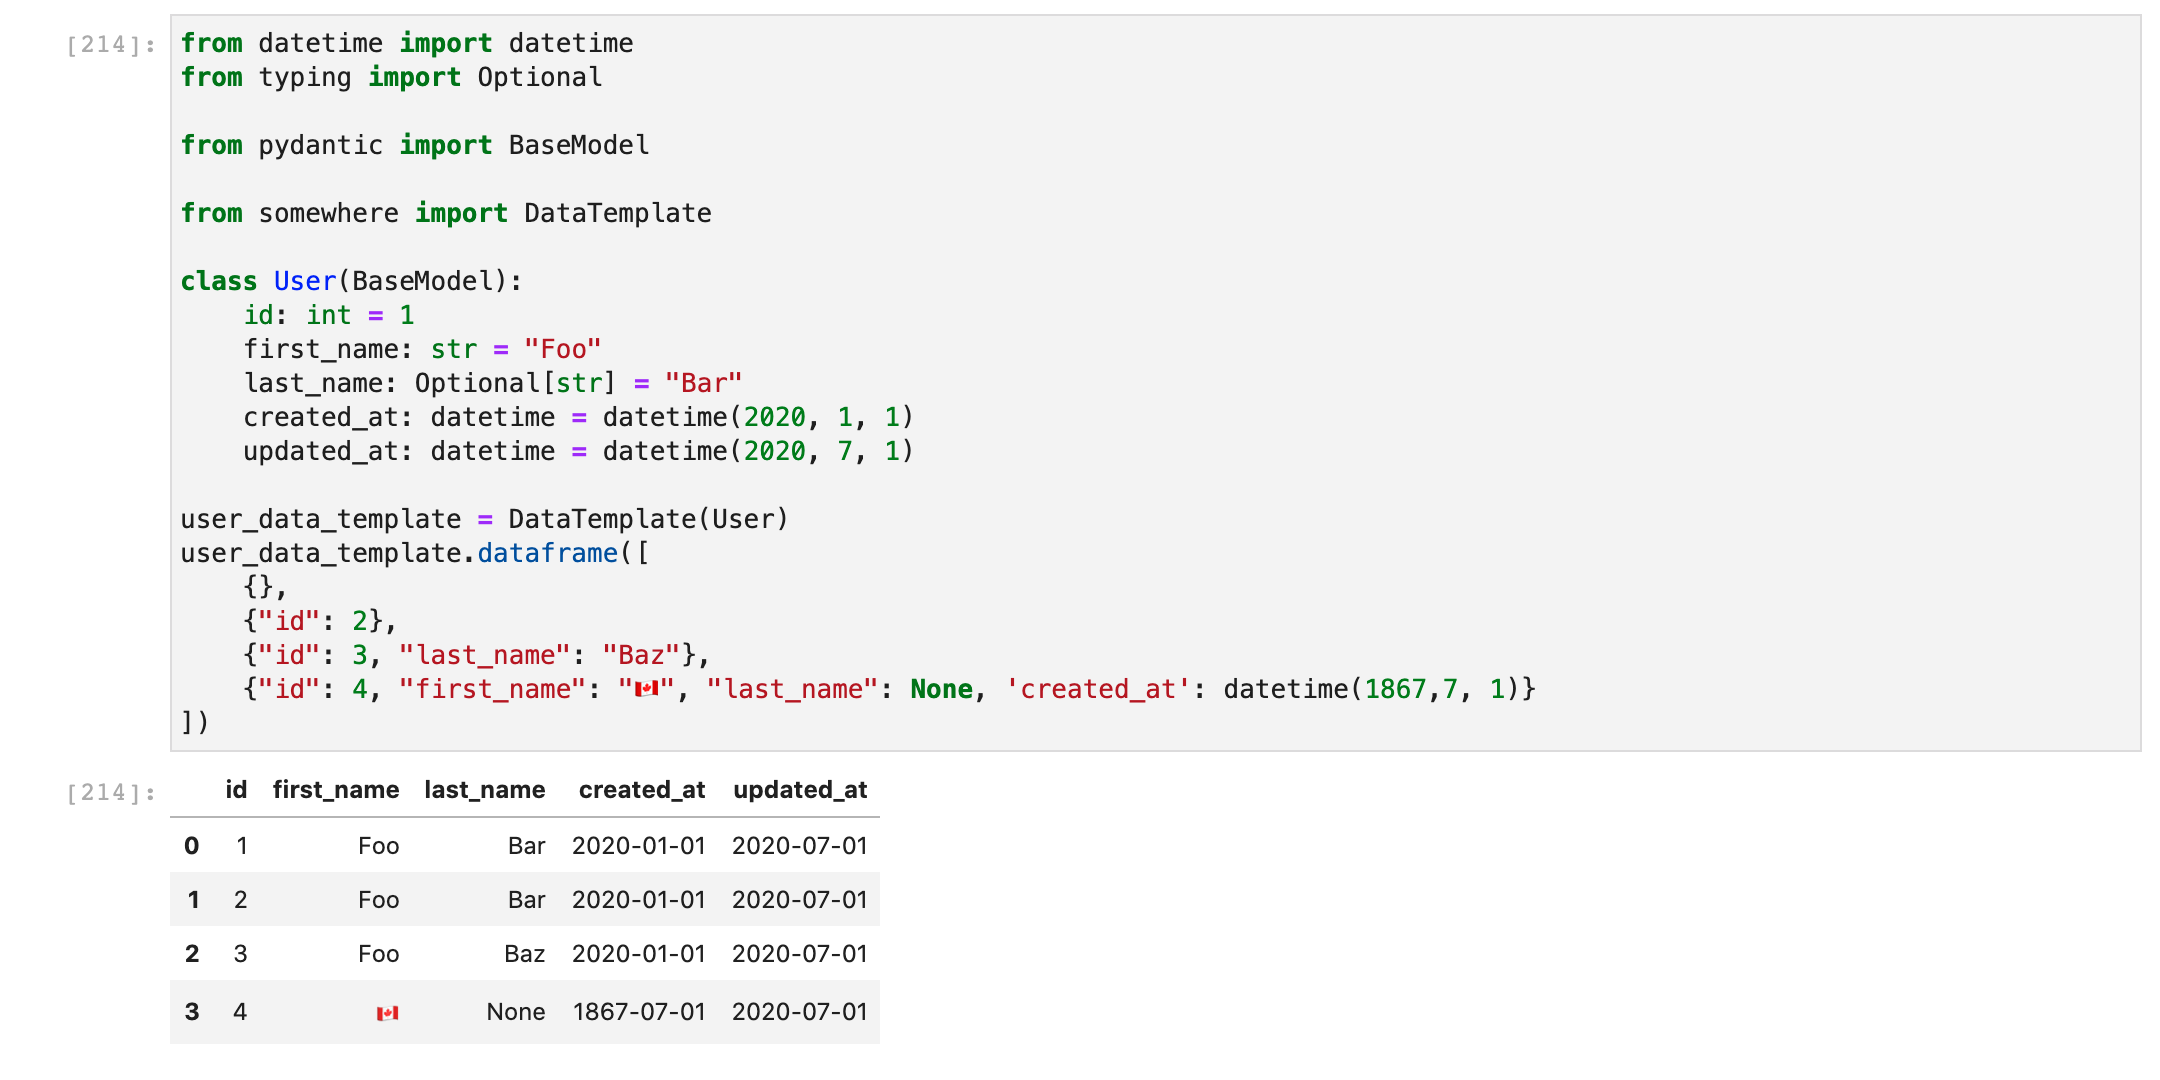 [214]:
from datetime import datetime
from typing import Optional
from pydantic import BaseModel
from somewhere import DataTemplate
class User(BaseModel):
    id: int = 1
    first_name: str = "Foo"
    last_name: Optional[str] = "Bar"
    created_at: datetime = datetime(2020, 1, 1)
    updated_at: datetime = datetime(2020, 7, 1)
user_data_template = DataTemplate(User)
user_data_template.dataframe([
    {},
    {"id": 2},
    {"id": 3, "last_name": "Baz"},
    {"id": 4, "first_name": "🇨🇦", "last_name": None, 'created_at': datetime(1867,7, 1)}
])
[214]:
id first_name last_name created_at updated_at
0 1 Foo Bar 2020-01-01 2020-07-01
1 2 Foo Bar 2020-01-01 2020-07-01
2 3 Foo Baz 2020-01-01 2020-07-01
3 4 🇨🇦 None 1867-07-01 2020-07-01